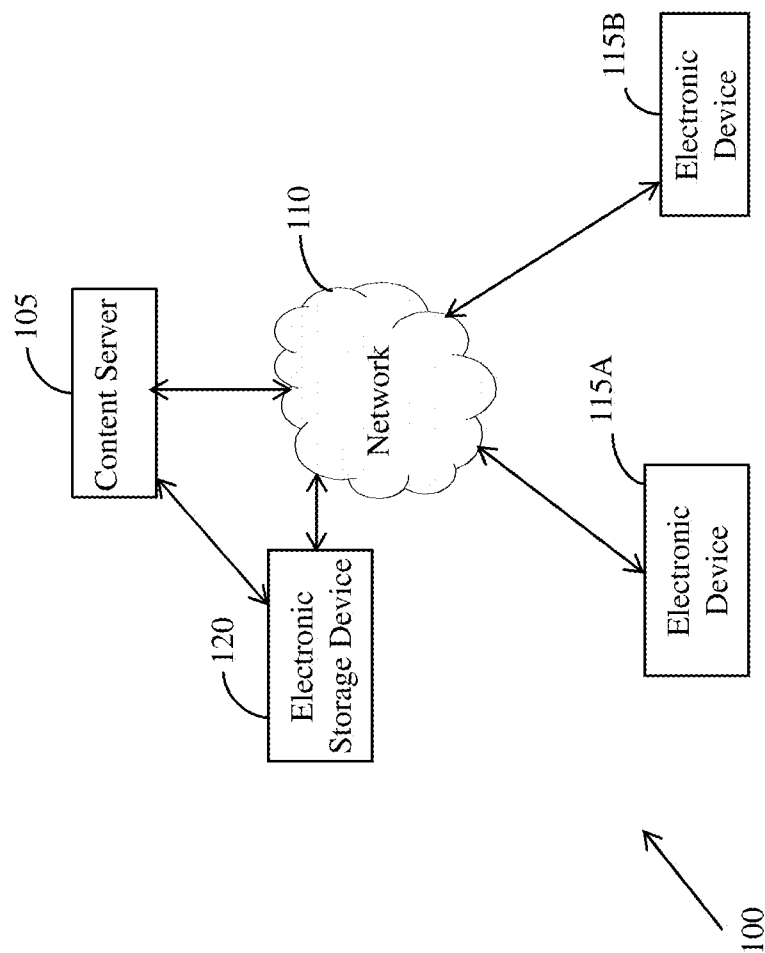 105
Content Server
120
Electronic
Storage Device
110
Network
115A
Electronic
Device
115B
Electronic
Device
100